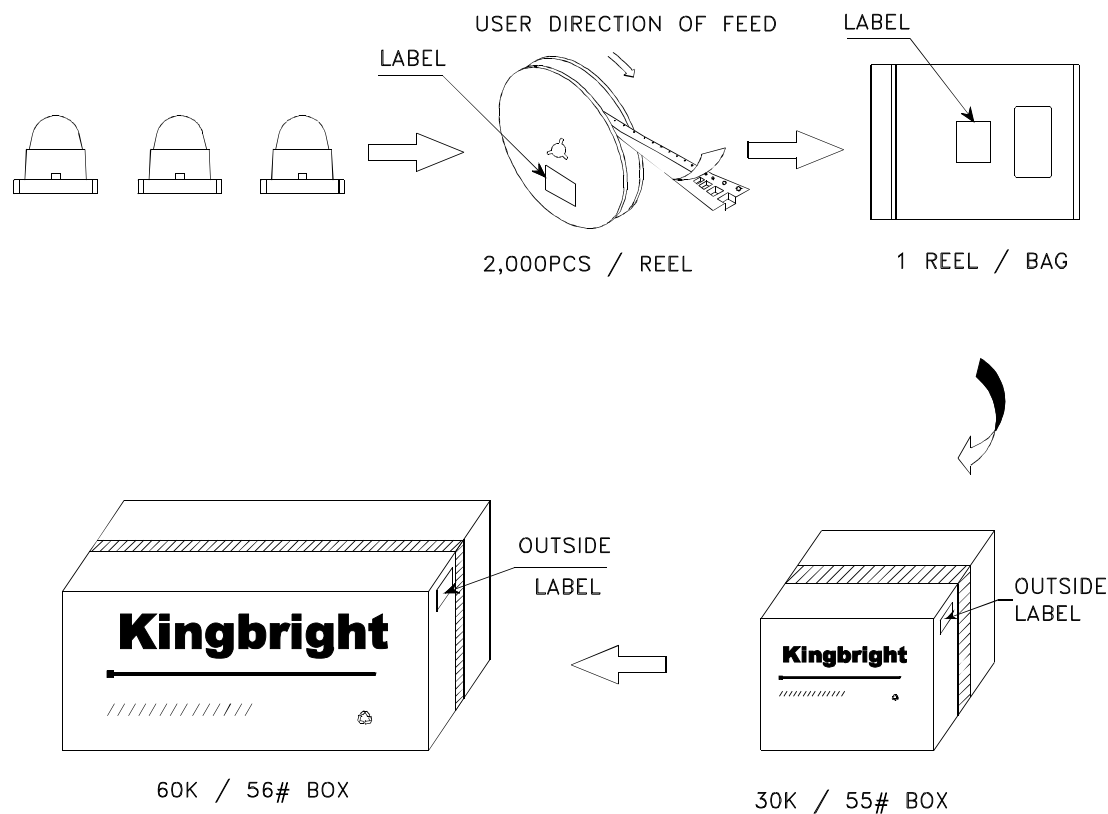 USER DIRECTION OF FEED
LABEL
LABEL
2,000PCS / REEL
1 REEL / BAG
OUTSIDE
LABEL
Kingbright
60K / 56# BOX
OUTSIDE
LABEL
Kingbright
30K / 55# BOX